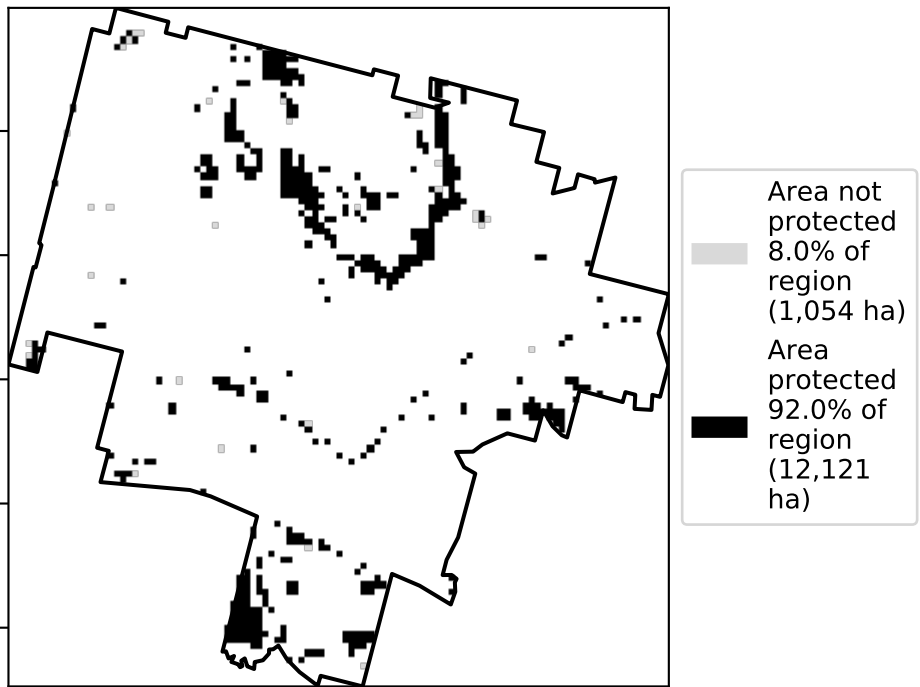 Area not
protected
8.0% of
region
(1,054 ha)
Area
protected
92.0% of
region
(12,121
ha)